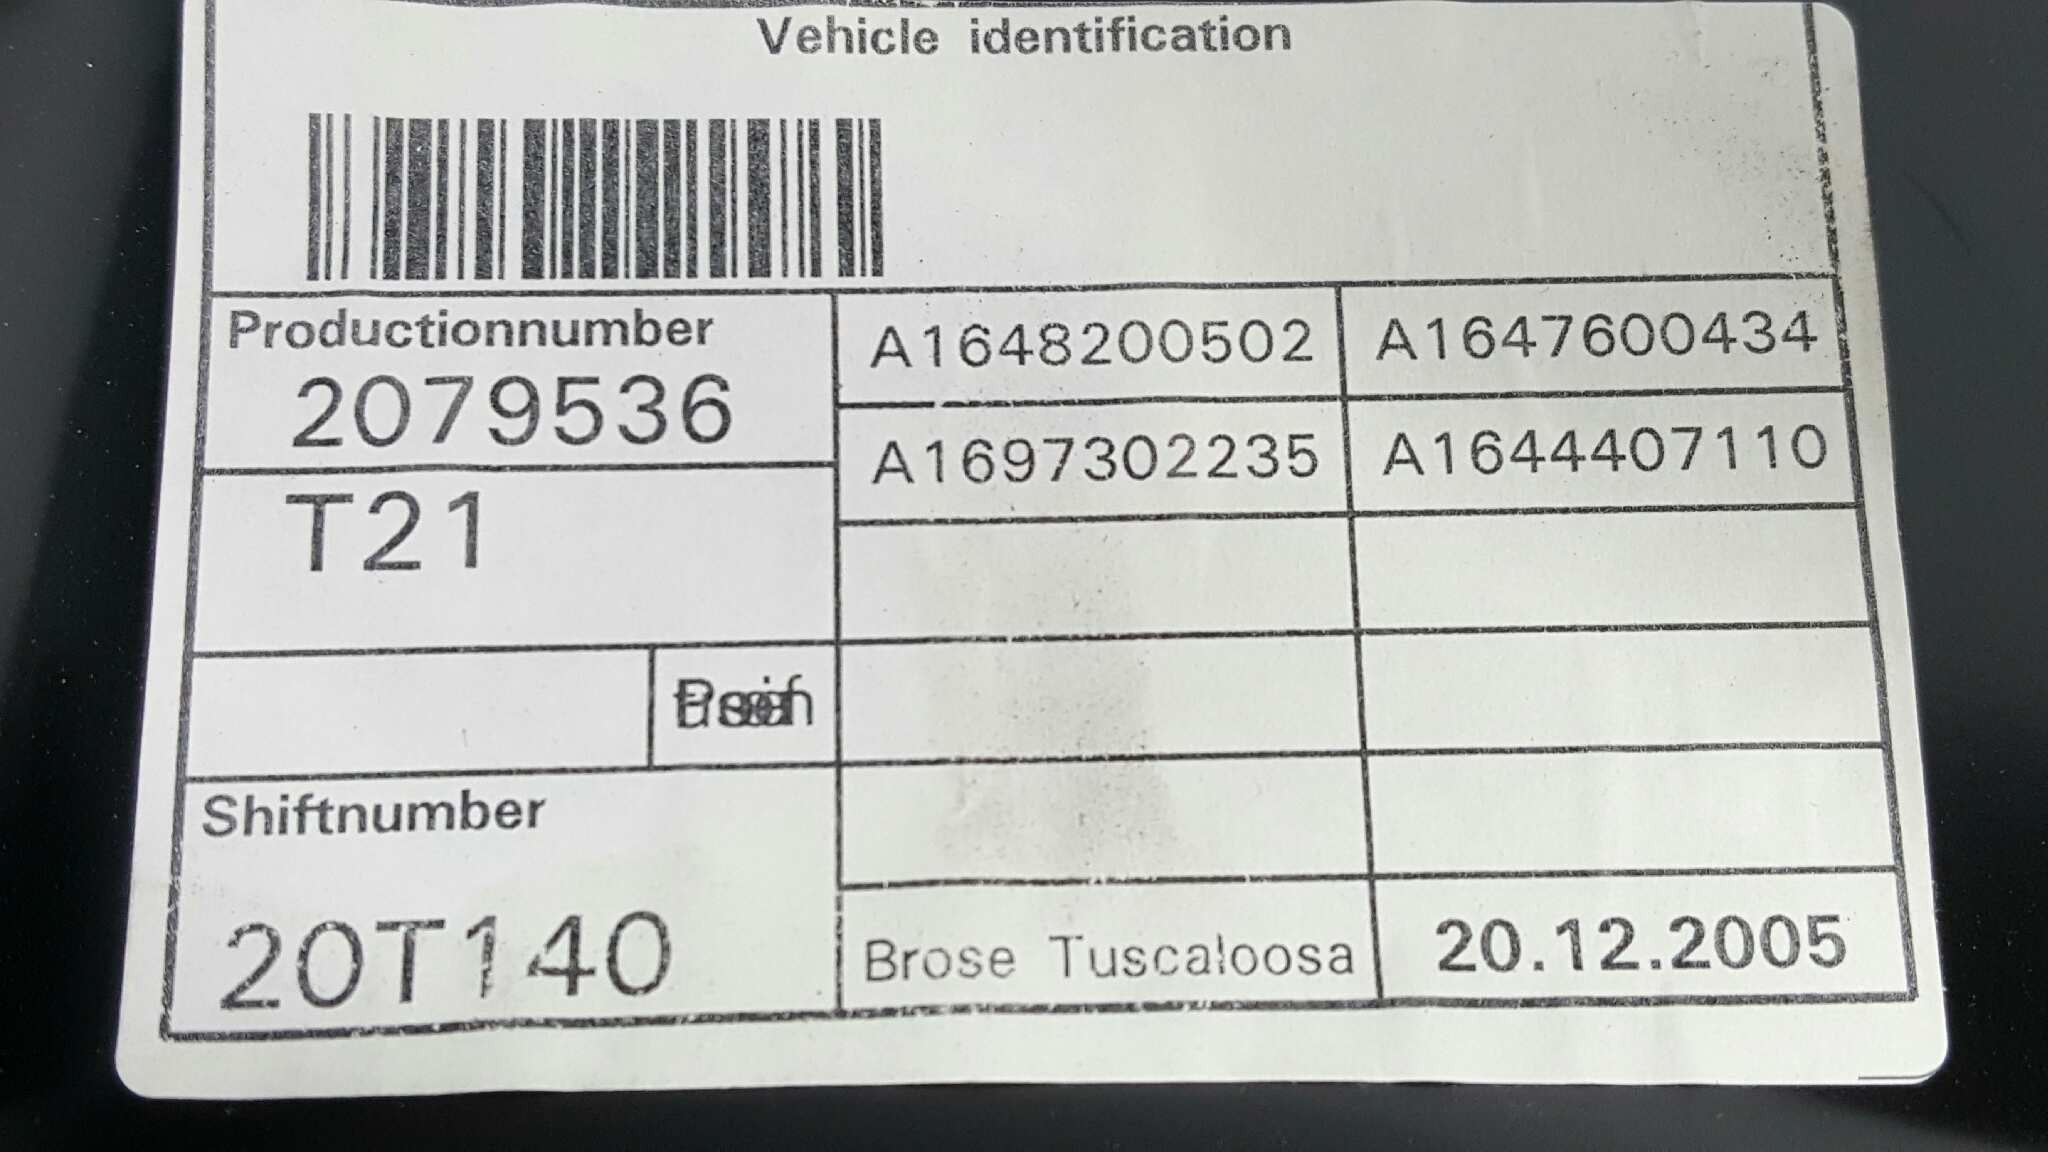 Vehicle identification
Productionnumber
2079536
A1648200502
A1647600434
A1697302235
A1644407110
T21
Shiftnumber
20T140
Brose Tuscaloosa
20.12.2005